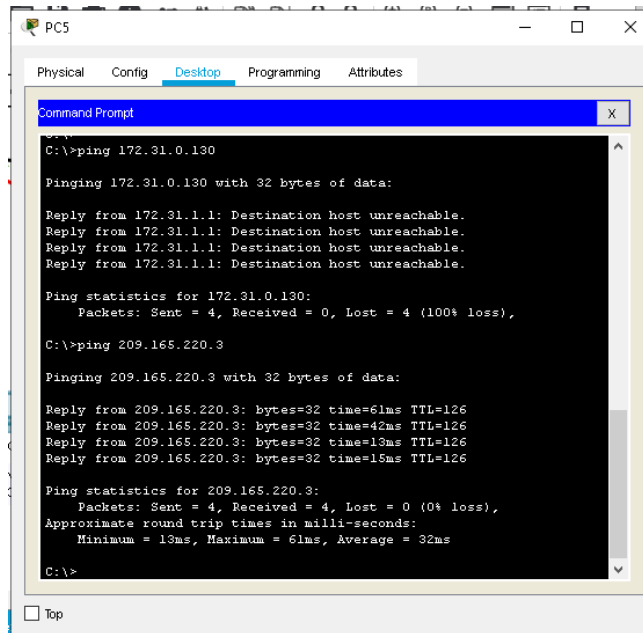 PC5
Physical Config Desktop Programming Attributes
Command Prompt
X
C:\>ping 172.31.0.130
Pinging 172.31.0.130 with 32 bytes of data:
Reply from 172.31.1.1: Destination host unreachable.
Reply from 172.31.1.1: Destination host unreachable.
Reply from 172.31.1.1: Destination host unreachable.
Reply from 172.31.1.1: Destination host unreachable.
Ping statistics for 172.31.0.130:
Packets: Sent = 4, Received = 0, Lost = 4 (100% loss),
C:\>ping 209.165.220.3
Pinging 209.165.220.3 with 32 bytes of data:
Reply from 209.165.220.3: bytes=32 time=61ms TTL=126
Reply from 209.165.220.3: bytes=32 time=42ms TTL=126
Reply from 209.165.220.3: bytes=32 time=13ms TTL=126
Reply from 209.165.220.3: bytes=32 time=15ms TTL=126
Ping statistics for 209.165.220.3:
Packets: Sent = 4, Received = 4, Lost = 0 (0% loss),
Approximate round trip times in milli-seconds:
Minimum = 13ms, Maximum = 61ms, Average = 32ms
C:\>
Top